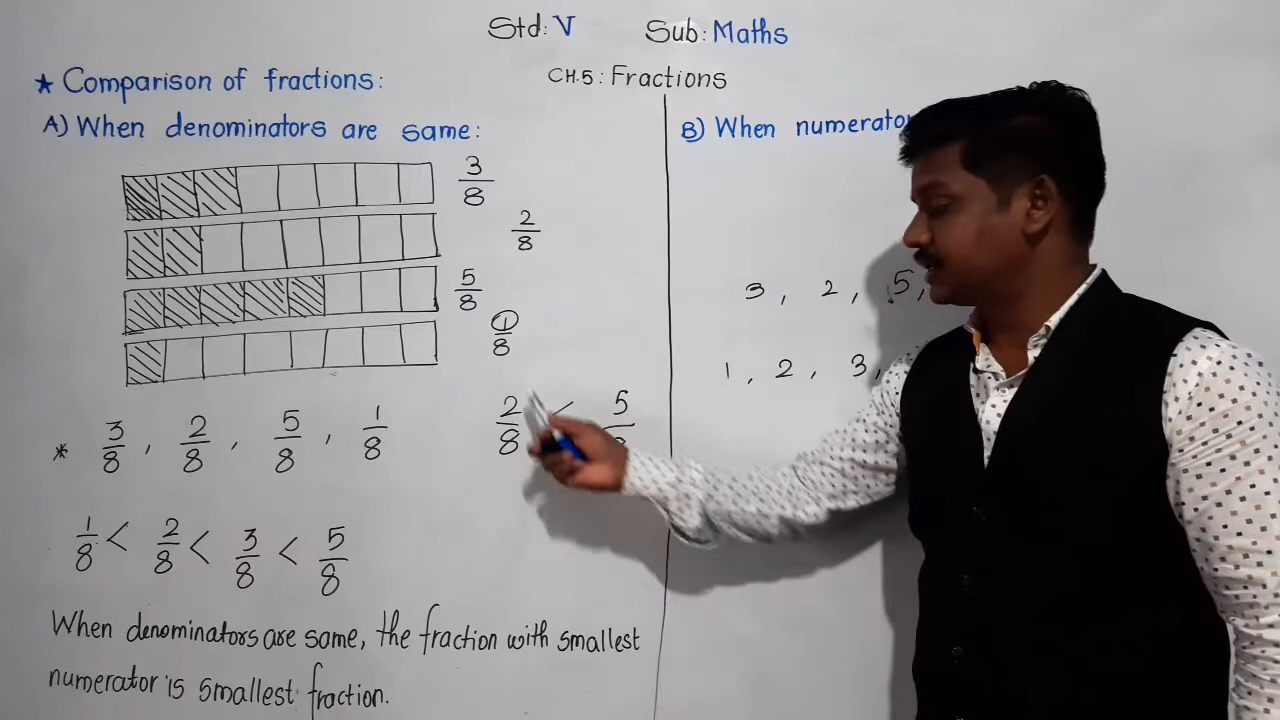 Std: V Sub: Maths
CH.5: Fractions
★ Comparison of fractions:
A) When denominators are same:
3/8
2/8
5/8
1/8
* 3/8 , 2/8 , 5/8 , 1/8
2/8 < 5
1/8 < 2/8 < 3/8 < 5/8
When denominators are same, the fraction with smallest
numerator is smallest fraction.
B) When
3 , 2 , 5,
1 , 2 , 3,